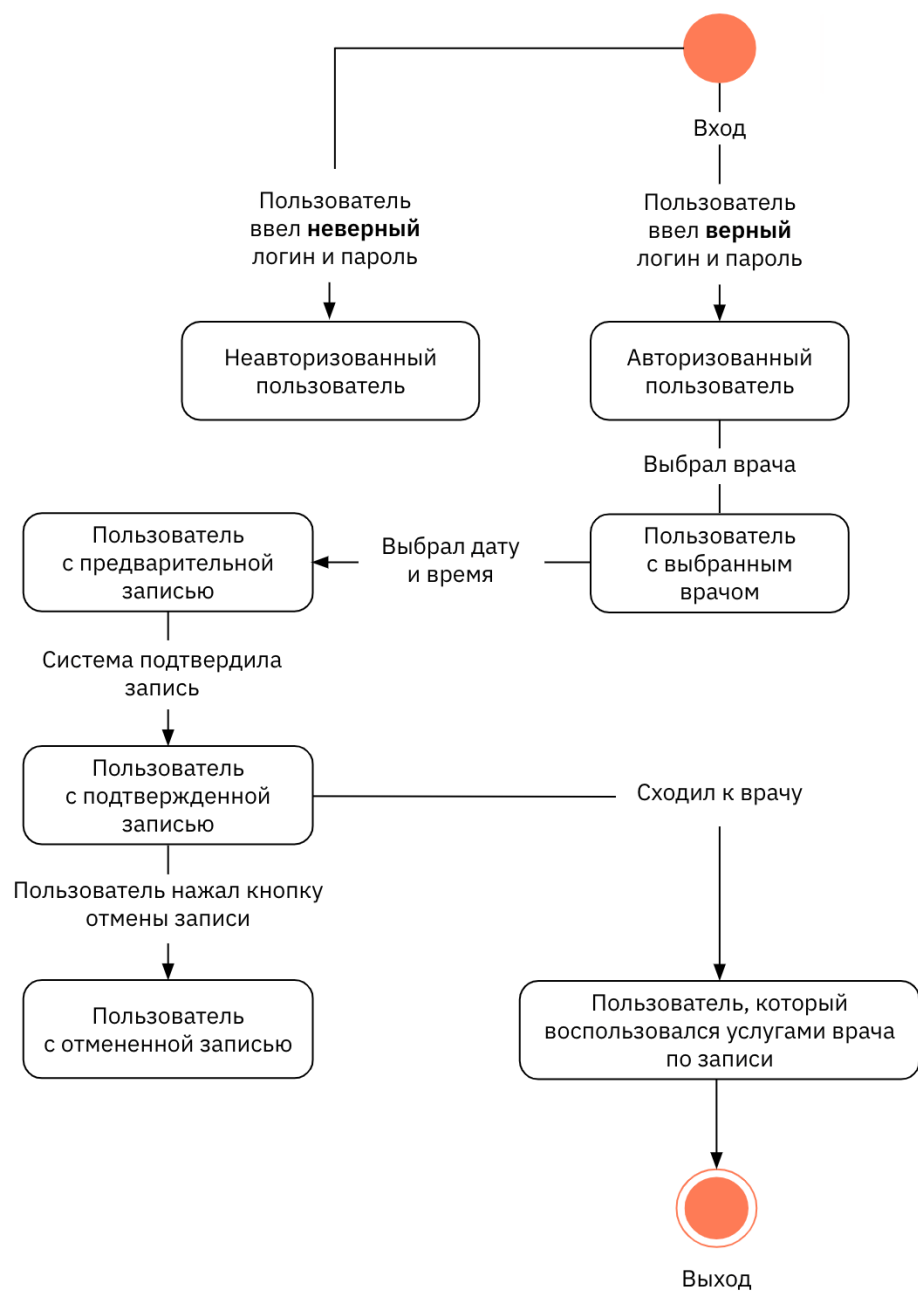 Вход
Пользователь
ввел неверный
логин и пароль
Пользователь
ввел верный
логин и пароль
Неавторизованный
пользователь
Авторизованный
пользователь
Выбрал врача
Пользователь
с предварительной
записью
Выбрал дату
и время
Пользователь
с выбранным
врачом
Система подтвердила
запись
Пользователь
с подтвержденной
записью
Сходил к врачу
Пользователь нажал кнопку
отмены записи
Пользователь
с отмененной записью
Пользователь, который
воспользовался услугами врача
по записи
Выход